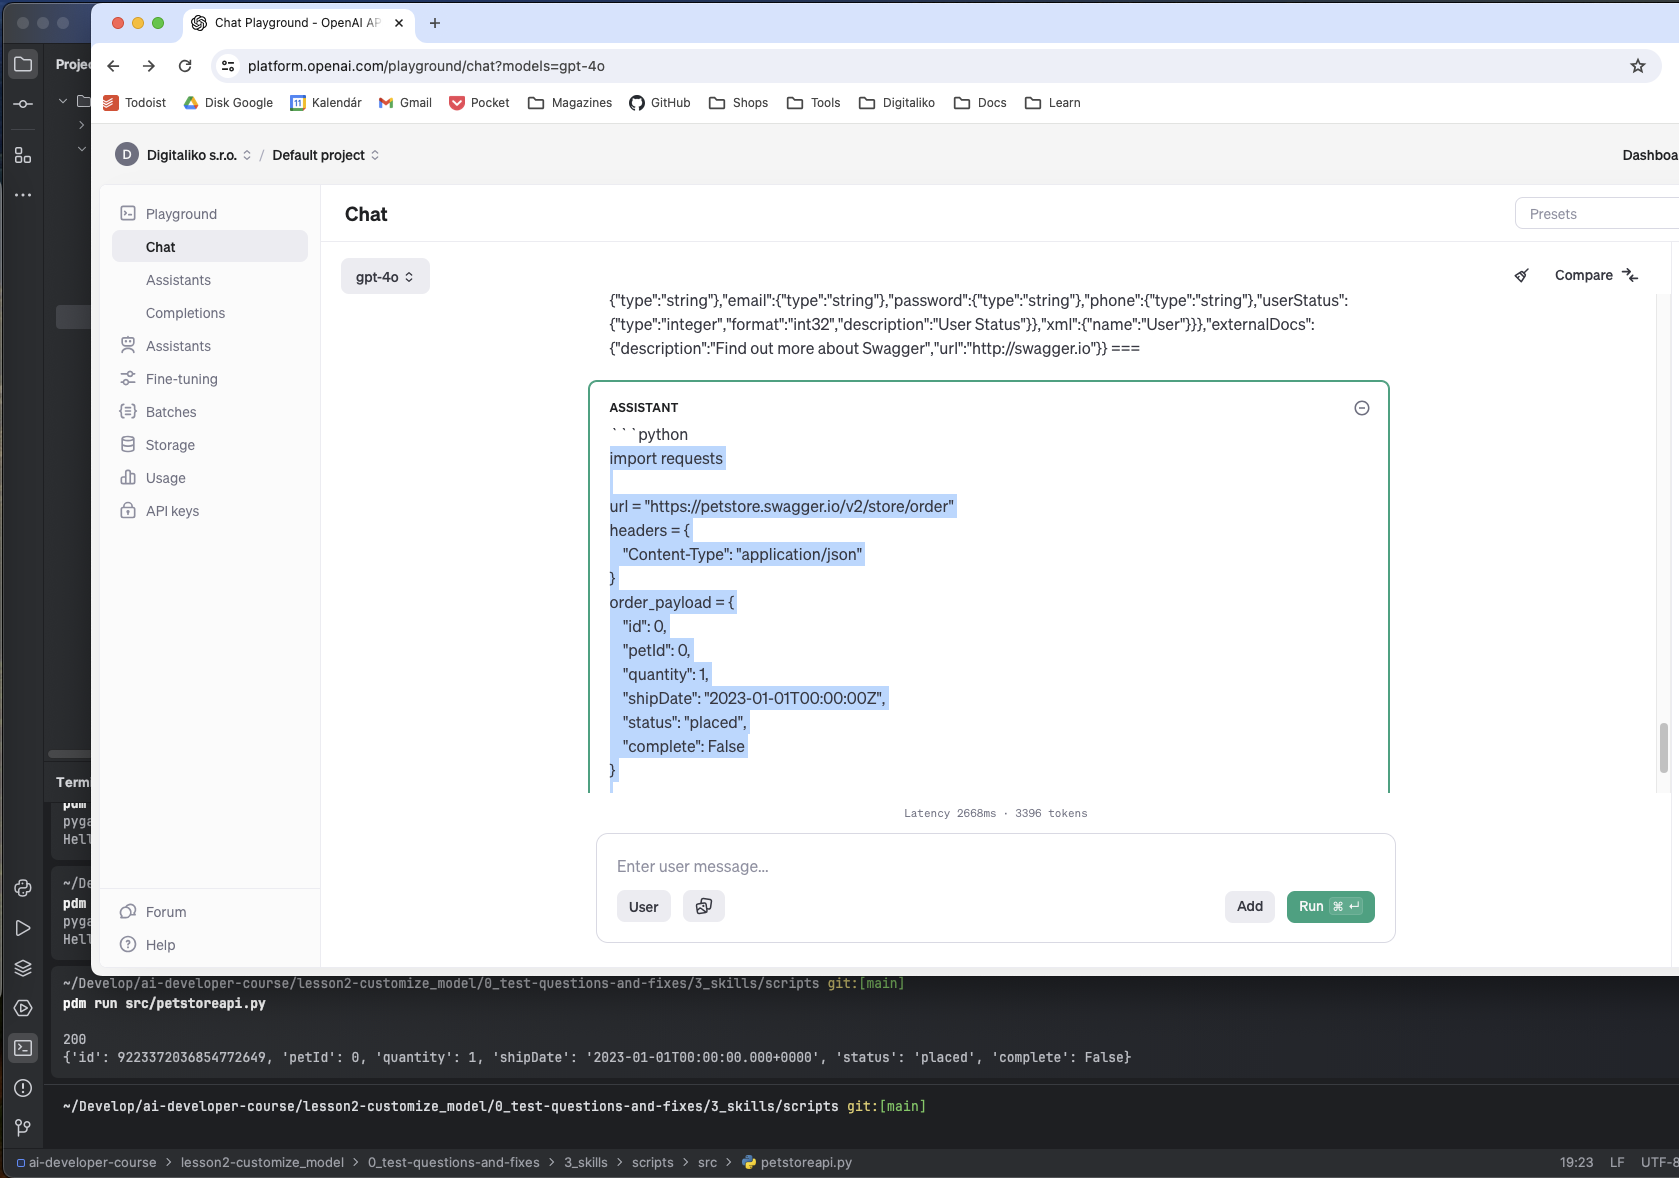 Chat Playground - OpenAI AP
platform.openai.com/playground/chat?models=gpt-4o
Todoist
Disk Google
Kalendár
Gmail
Pocket
Magazines
GitHub
Shops
Tools
Digitaliko
Docs
Learn
Projec
D
Digitaliko s.r.o.
/
Default project
Dashboa
Playground
Chat
Assistants
Completions
Assistants
Fine-tuning
Batches
Storage
Usage
API keys
Forum
Help
Chat
Presets
gpt-4o
Compare
{"type":"string"},"email":{"type":"string"},"password":{"type":"string"},"phone":{"type":"string"},"userStatus":
{"type":"integer","format":"int32","description":"User Status"}},"xml":{"name":"User"}}},"externalDocs":
{"description":"Find out more about Swagger","url":"http://swagger.io"}} ===
ASSISTANT
```python
import requests
url = "https://petstore.swagger.io/v2/store/order"
headers = {
"Content-Type": "application/json"
}
order_payload = {
"id": 0,
"petId": 0,
"quantity": 1,
"shipDate": "2023-01-01T00:00:00Z",
"status": "placed",
"complete": False
}
Latency 2668ms · 3396 tokens
Enter user message...
User
Add
Run ⌘ ↵
Termi
pdm
pyga
Hell
~/De
pdm
pyga
Hell
~/Develop/ai-developer-course/lesson2-customize_model/0_test-questions-and-fixes/3_skills/scripts git:[main]
pdm run src/petstoreapi.py
200
{'id': 9223372036854772649, 'petId': 0, 'quantity': 1, 'shipDate': '2023-01-01T00:00:00.000+0000', 'status': 'placed', 'complete': False}
~/Develop/ai-developer-course/lesson2-customize_model/0_test-questions-and-fixes/3_skills/scripts git:[main]
ai-developer-course > lesson2-customize_model > 0_test-questions-and-fixes > 3_skills > scripts > src > petstoreapi.py
19:23 LF UTF-8